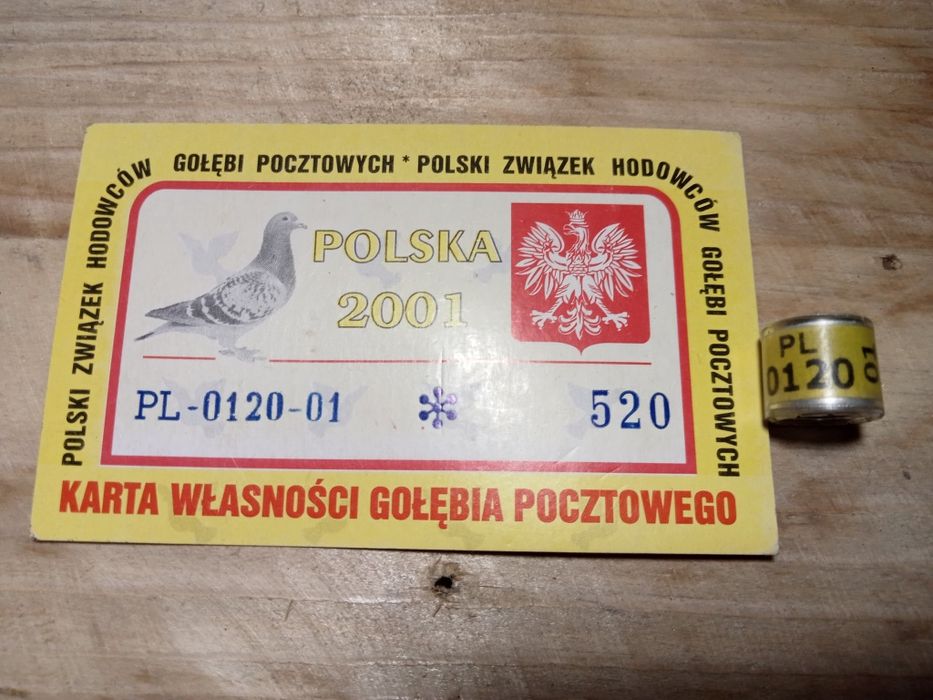 POLSKI ZWIĄZEK HODOWCÓW GOŁĘBI POCZTOWYCH * POLSKI ZWIĄZEK HODOWCÓW GOŁĘBI POCZTOWYCH
POLSKA
2001
PL-0120-01 * 520
KARTA WŁASNOŚCI GOŁĘBIA POCZTOWEGO
PL
0120 01